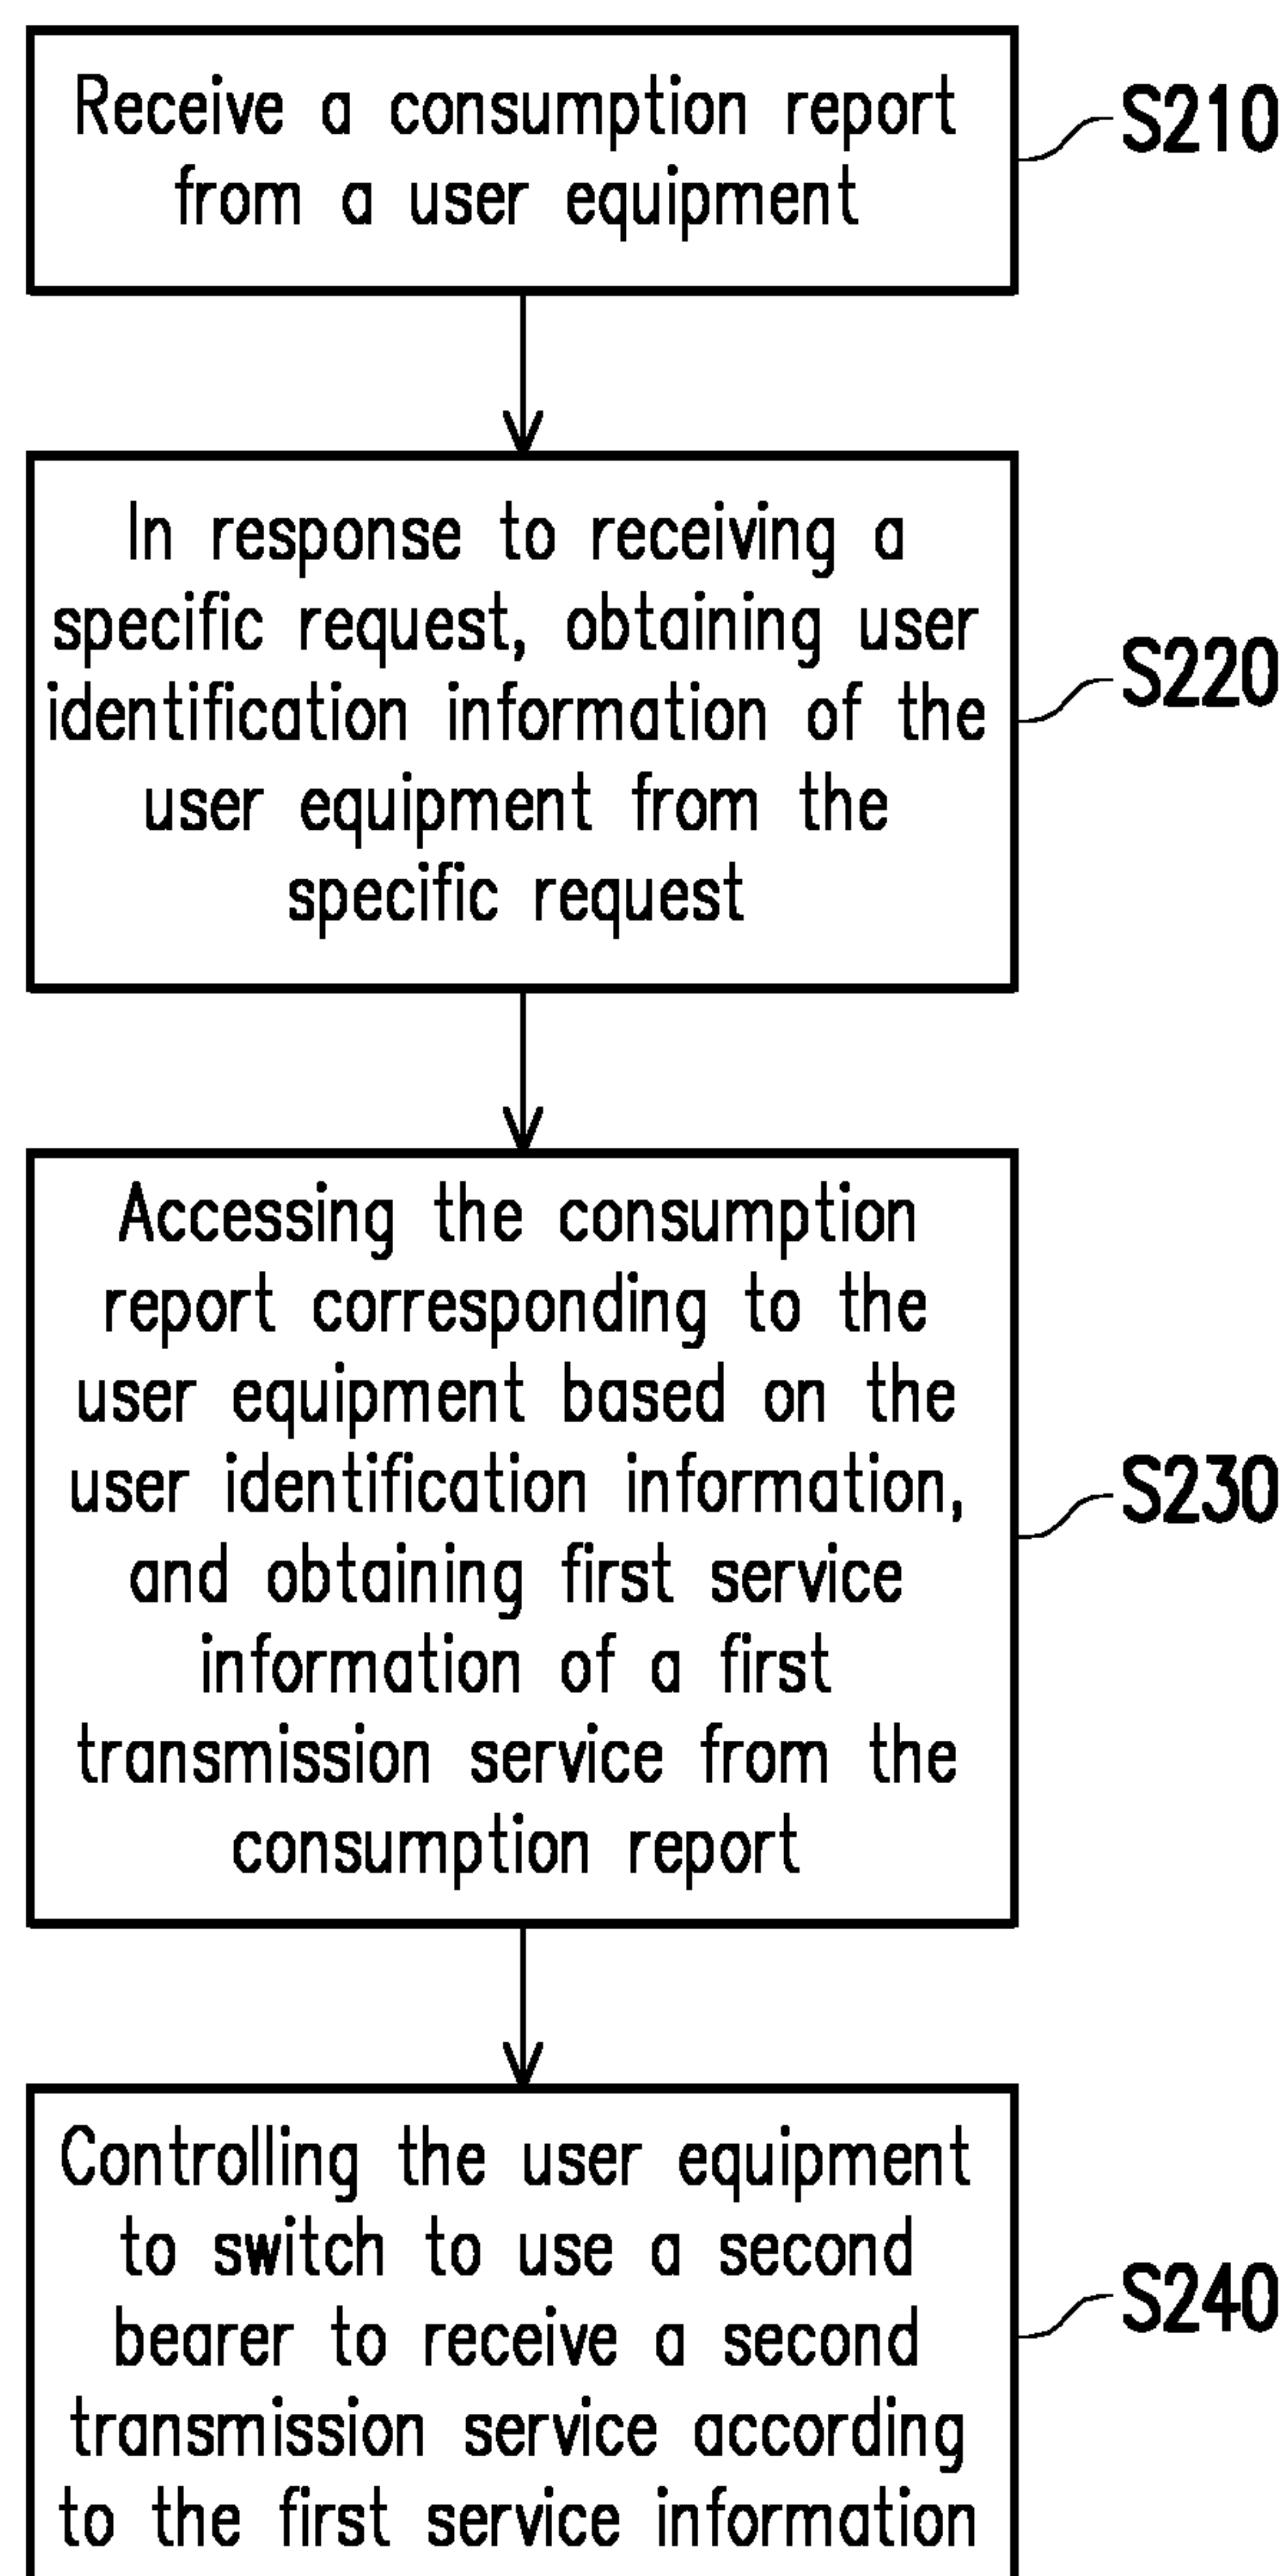 Receive a consumption report
from a user equipment
S210
In response to receiving a
specific request, obtaining user
identification information of the
user equipment from the
specific request
S220
Accessing the consumption
report corresponding to the
user equipment based on the
user identification information,
and obtaining first service
information of a first
transmission service from the
consumption report
S230
Controlling the user equipment
to switch to use a second
bearer to receive a second
transmission service according
to the first service information
S240